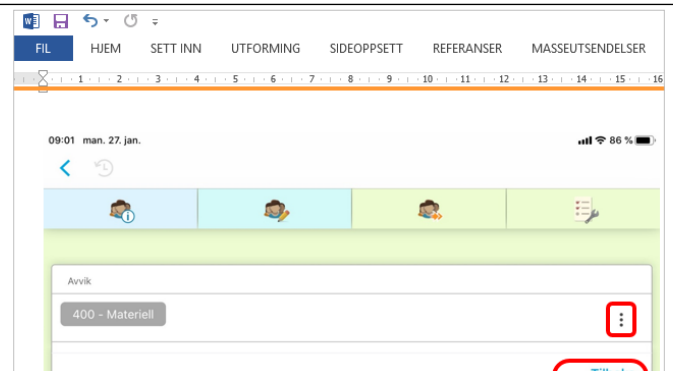 FIL HJEM SETT INN UTFORMING SIDEOPPSETT REFERANSER MASSEUTSENDELSER
1 2 3 4 5 6 7 8 9 10 11 12 13 14 15 16
09:01 man. 27. jan. 86 %
Avvik
400 - Materiell